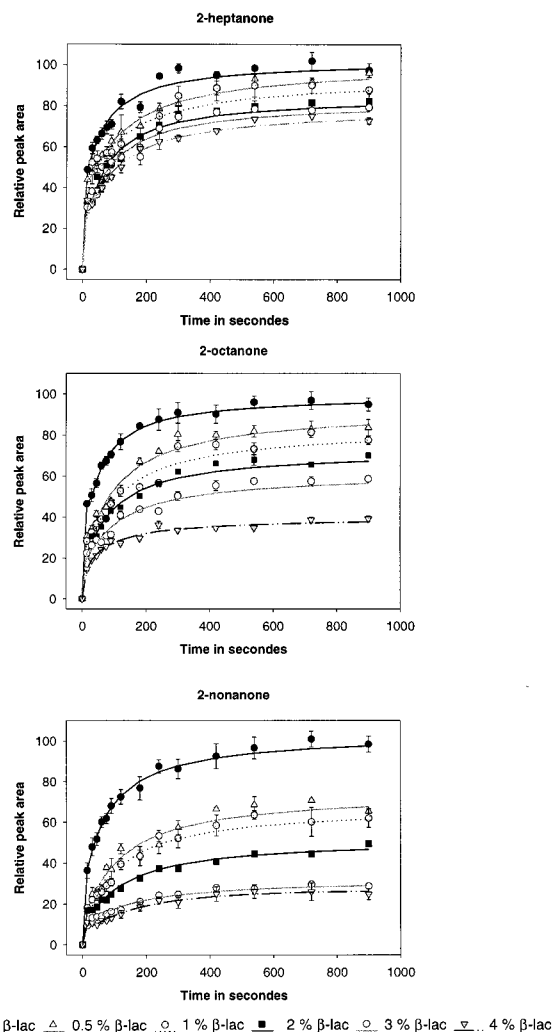 2-heptanone
100
80
60
40
20
0
Relative peak area
0 200 400 600 800 1000
Time in secondes
2-octanone
100
80
60
40
20
0
Relative peak area
0 200 400 600 800 1000
Time in secondes
2-nonanone
100
80
60
40
20
0
Relative peak area
0 200 400 600 800 1000
Time in secondes
β-lac 0.5 % β-lac 1 % β-lac 2 % β-lac 3 % β-lac 4 % β-lac